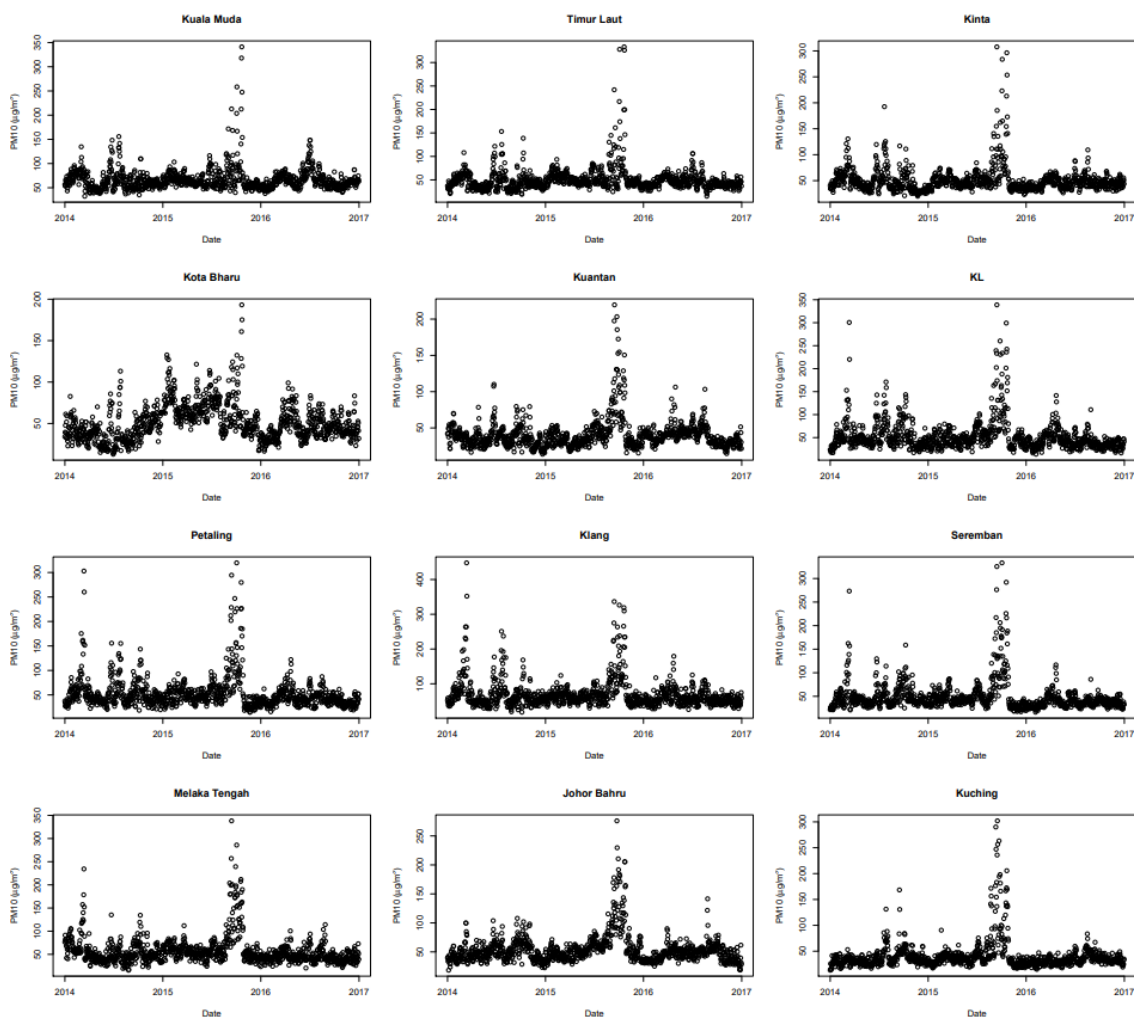 Kuala Muda
PM10 (µg/m³)
50 100 150 200 250 300 350
2014 2015 2016 2017
Date
Timur Laut
PM10 (µg/m³)
50 100 150 200 250 300
2014 2015 2016 2017
Date
Kinta
PM10 (µg/m³)
50 100 150 200 250 300
2014 2015 2016 2017
Date
Kota Bharu
PM10 (µg/m³)
50 100 150 200
2014 2015 2016 2017
Date
Kuantan
PM10 (µg/m³)
50 100 150 200
2014 2015 2016 2017
Date
KL
PM10 (µg/m³)
50 100 150 200 250 300 350
2014 2015 2016 2017
Date
Petaling
PM10 (µg/m³)
50 100 150 200 250 300
2014 2015 2016 2017
Date
Klang
PM10 (µg/m³)
100 200 300 400
2014 2015 2016 2017
Date
Seremban
PM10 (µg/m³)
50 100 150 200 250 300
2014 2015 2016 2017
Date
Melaka Tengah
PM10 (µg/m³)
50 100 150 200 250 300 350
2014 2015 2016 2017
Date
Johor Bahru
PM10 (µg/m³)
50 100 150 200 250
2014 2015 2016 2017
Date
Kuching
PM10 (µg/m³)
50 100 150 200 250 300
2014 2015 2016 2017
Date